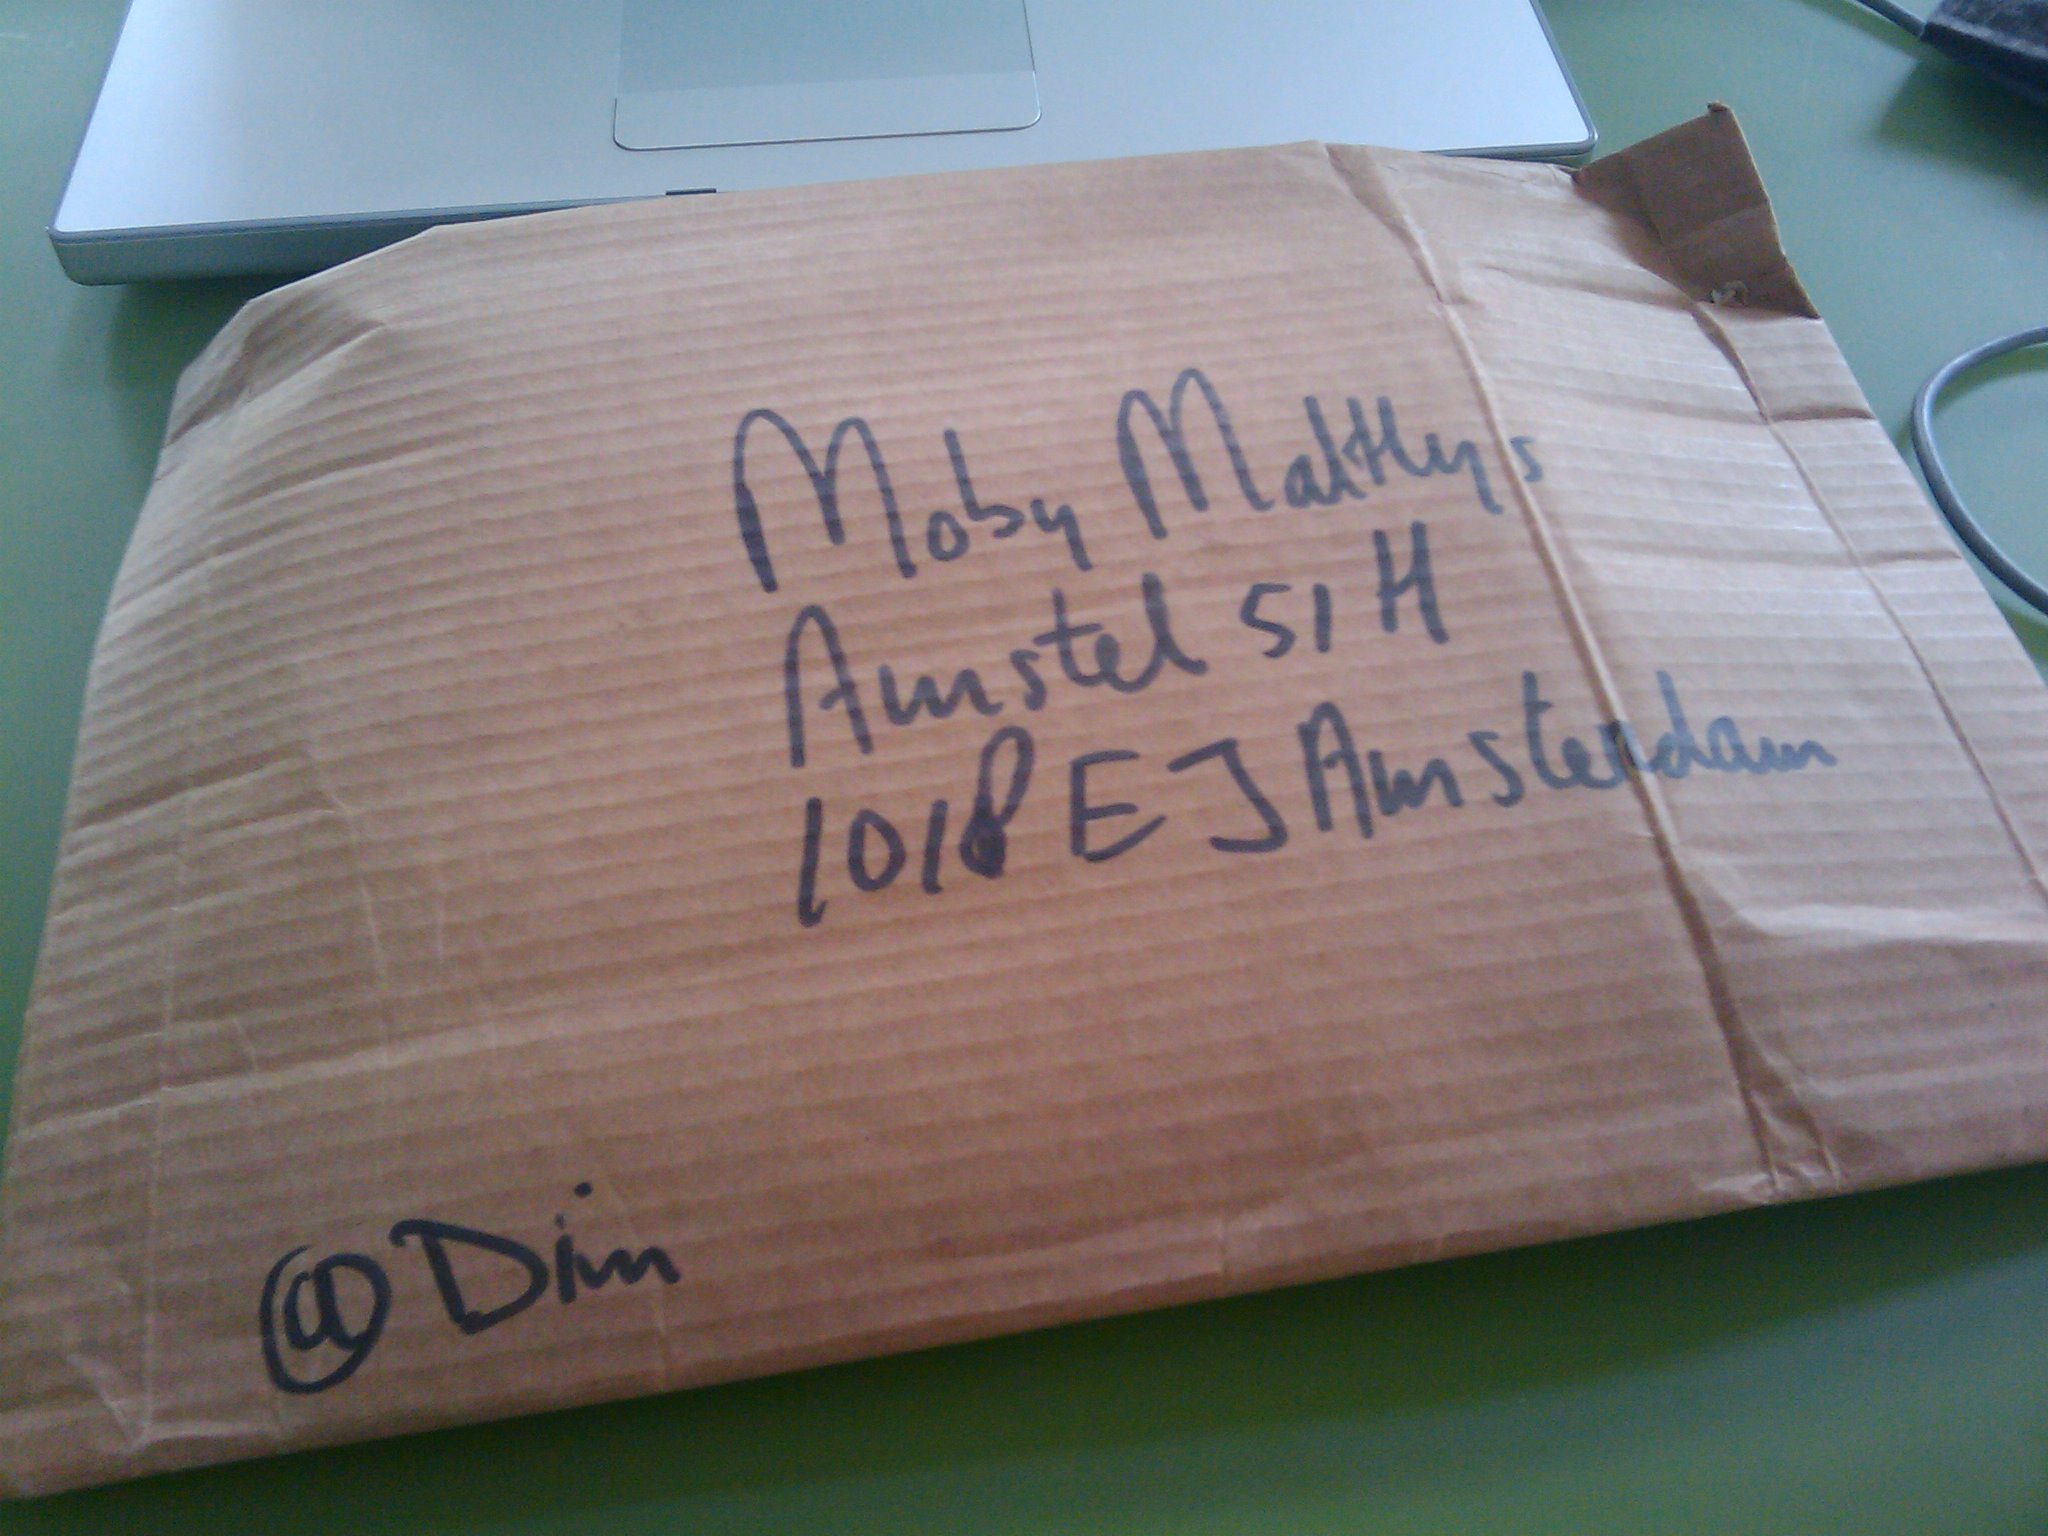 Moby Matthys
Amstel 51 H
1018 EJ Amsterdam
@Dim